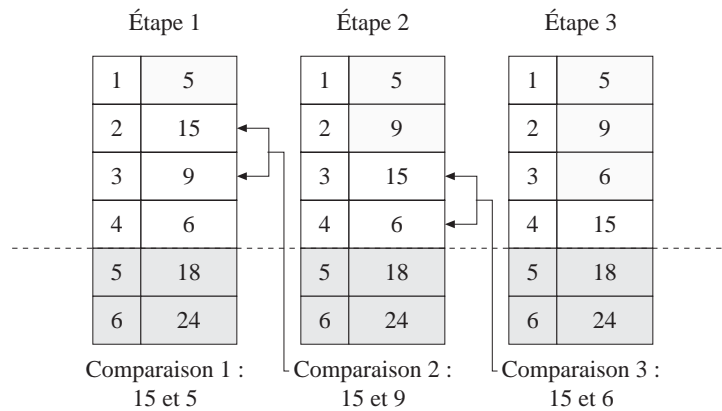 Étape 1 Étape 2 Étape 3
1 5 1 5 1 5
2 15 2 9 2 9
3 9 3 15 3 6
4 6 4 6 4 15
5 18 5 18 5 18
6 24 6 24 6 24
Comparaison 1 : Comparaison 2 : Comparaison 3 :
15 et 5 15 et 9 15 et 6